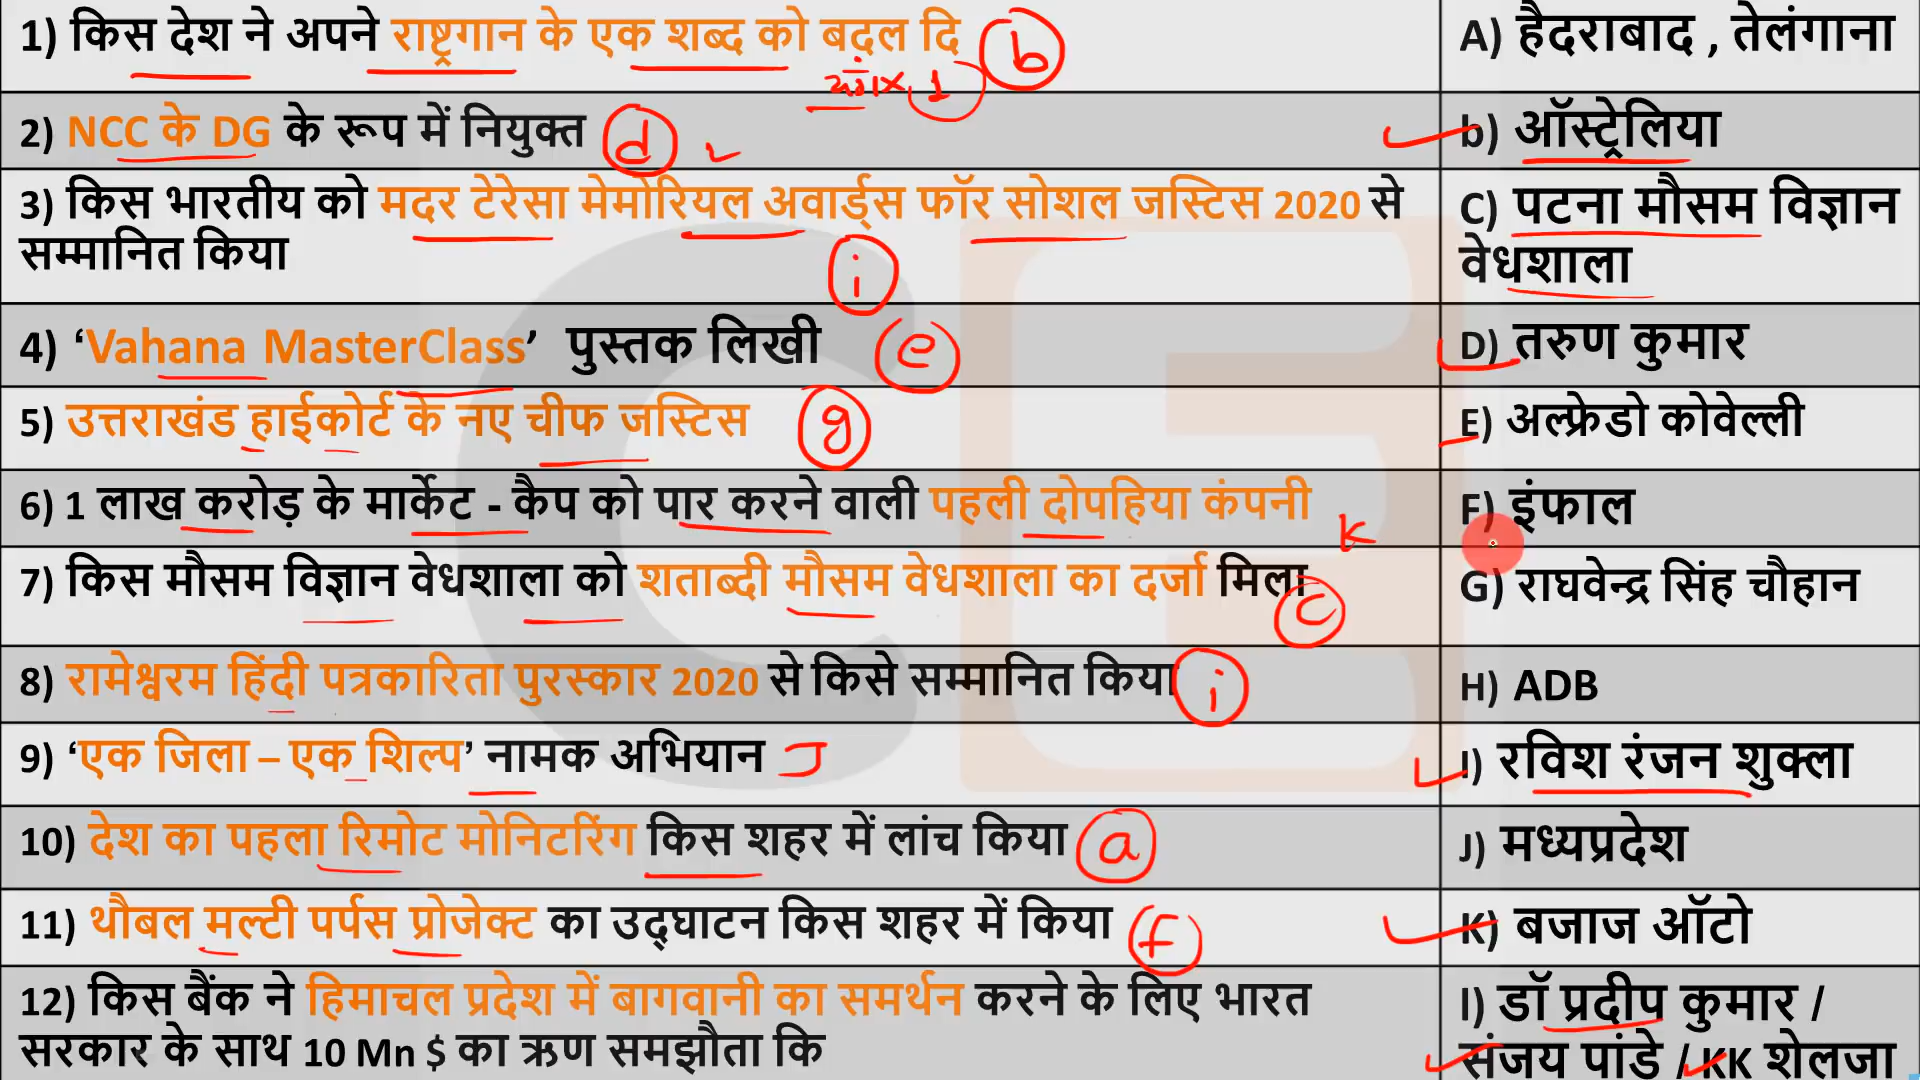 1) किस देश ने अपने राष्ट्रगान के एक शब्द को बदल दि b
1
A) हैदराबाद , तेलंगाना
2) NCC के DG के रूप में नियुक्त d
b) ऑस्ट्रेलिया
3) किस भारतीय को मदर टेरेसा मेमोरियल अवार्ड्स फॉर सोशल जस्टिस 2020 से
सम्मानित किया i
C) पटना मौसम विज्ञान
वेधशाला
4) ‘Vahana MasterClass’ पुस्तक लिखी e
D) तरुण कुमार
5) उत्तराखंड हाईकोर्ट के नए चीफ जस्टिस g
E) अल्फ्रेडो कोवेल्ली
6) 1 लाख करोड़ के मार्केट - कैप को पार करने वाली पहली दोपहिया कंपनी K
F) इंफाल
7) किस मौसम विज्ञान वेधशाला को शताब्दी मौसम वेधशाला का दर्जा मिला C
G) राघवेन्द्र सिंह चौहान
8) रामेश्वरम हिंदी पत्रकारिता पुरस्कार 2020 से किसे सम्मानित किया i
H) ADB
9) ‘एक जिला – एक शिल्प’ नामक अभियान J
I) रविश रंजन शुक्ला
10) देश का पहला रिमोट मोनिटरिंग किस शहर में लांच किया a
J) मध्यप्रदेश
11) थौबल मल्टी पर्पस प्रोजेक्ट का उद्घाटन किस शहर में किया f
K) बजाज ऑटो
12) किस बैंक ने हिमाचल प्रदेश में बागवानी का समर्थन करने के लिए भारत
सरकार के साथ 10 Mn $ का ऋण समझौता कि
l) डॉ प्रदीप कुमार /
संजय पांडे / KK शेलजा